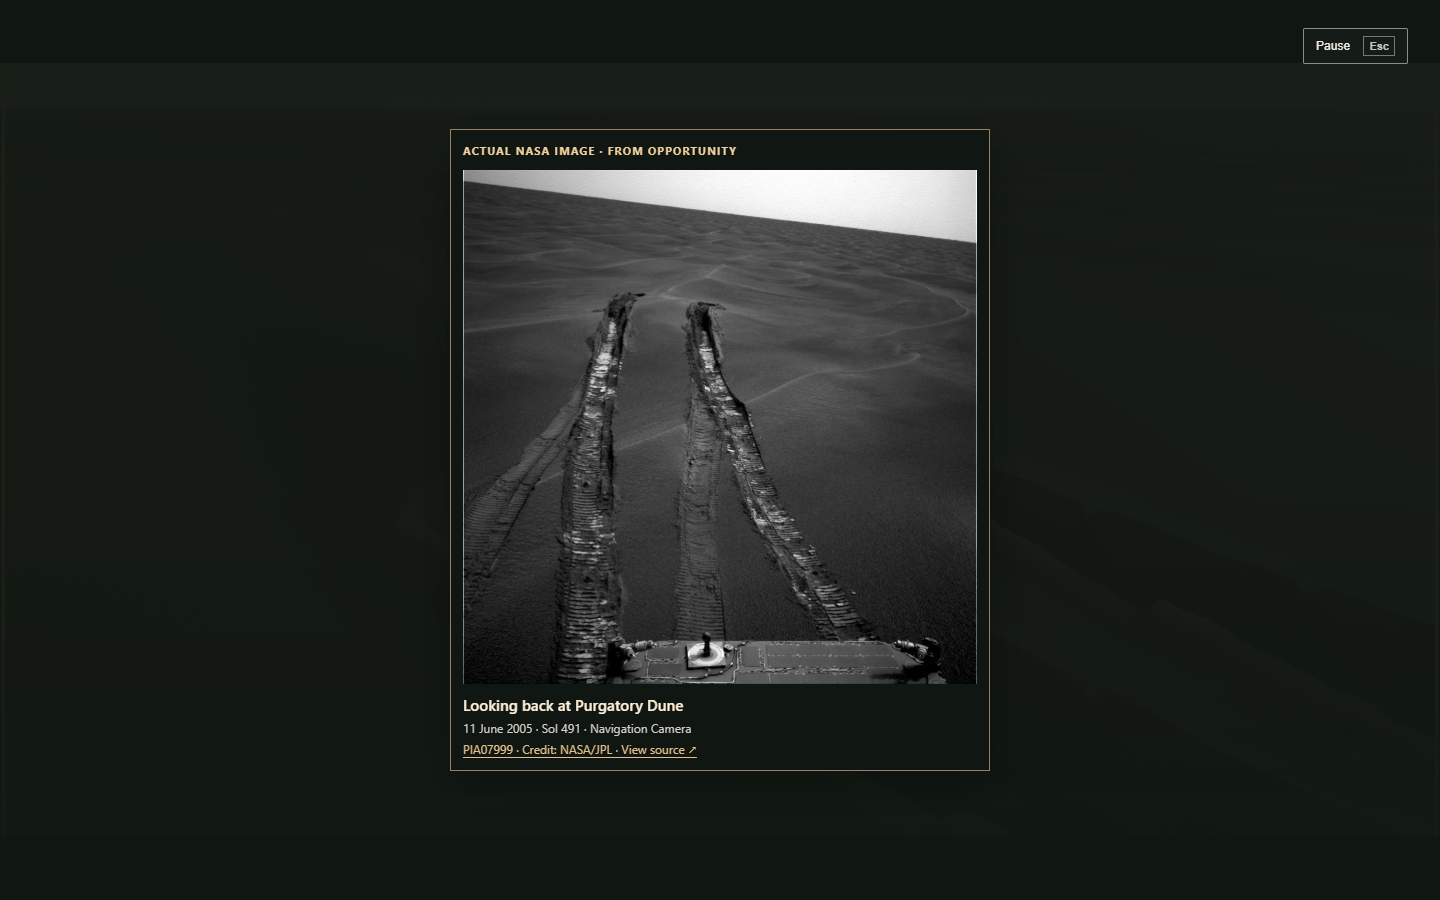 Pause Esc
ACTUAL NASA IMAGE · FROM OPPORTUNITY
Looking back at Purgatory Dune
11 June 2005 · Sol 491 · Navigation Camera
PIA07999 · Credit: NASA/JPL · View source ↗